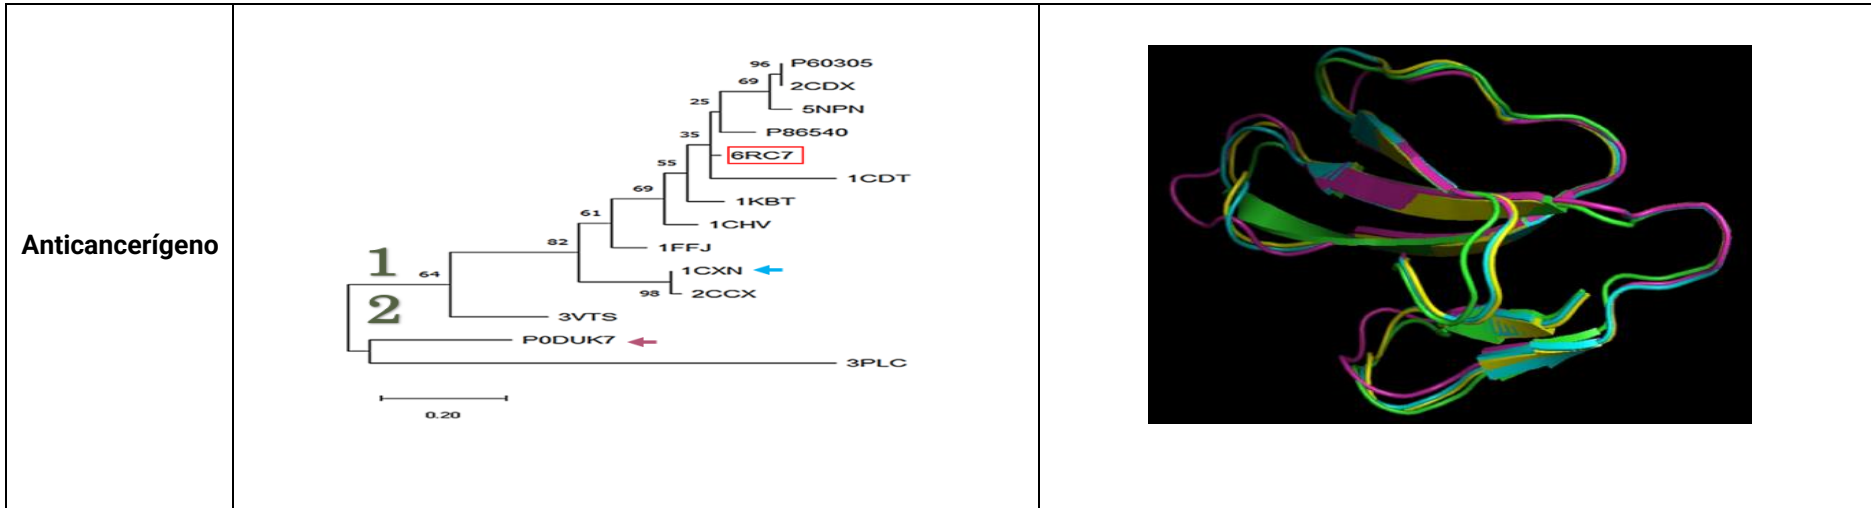 Anticancerígeno
96
P60305
69
2CDX
25
5NPN
35
P86540
6RC7
55
1CDT
69
1KBT
61
1CHV
82
1FFJ
1
64
1CXN
98
2CCX
2
3VTS
P0DUK7
3PLC
0.20